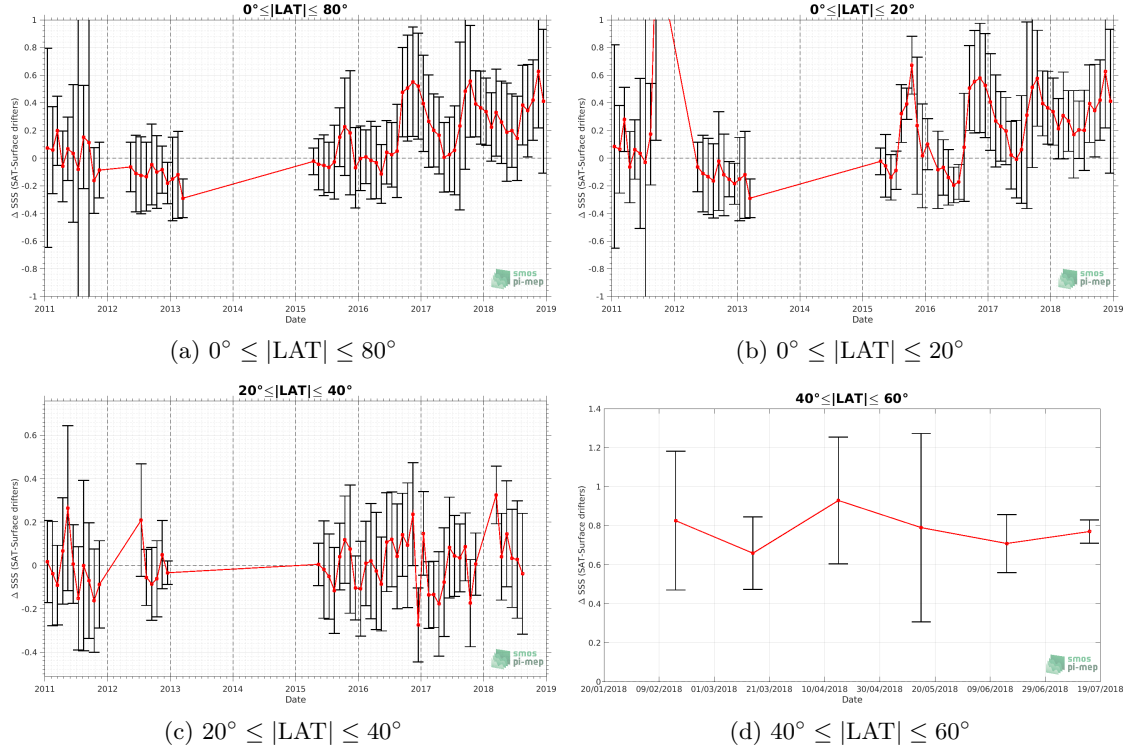 0°≤|LAT|≤ 80°
1
0.8
0.6
0.4
0.2
0
-0.2
-0.4
-0.6
-0.8
-1
Δ SSS (SAT-Surface drifters)
2011 2012 2013 2014 2015 2016 2017 2018 2019
Date
smos
pi-mep
(a) 0° ≤ |LAT| ≤ 80°
0°≤|LAT|≤ 20°
1
0.8
0.6
0.4
0.2
0
-0.2
-0.4
-0.6
-0.8
-1
Δ SSS (SAT-Surface drifters)
2011 2012 2013 2014 2015 2016 2017 2018 2019
Date
smos
pi-mep
(b) 0° ≤ |LAT| ≤ 20°
20°≤|LAT|≤ 40°
0.6
0.4
0.2
0
-0.2
-0.4
Δ SSS (SAT-Surface drifters)
2011 2012 2013 2014 2015 2016 2017 2018 2019
Date
smos
pi-mep
(c) 20° ≤ |LAT| ≤ 40°
40°≤|LAT|≤ 60°
1.4
1.2
1
0.8
0.6
0.4
0.2
0
Δ SSS (SAT-Surface drifters)
20/01/2018 09/02/2018 01/03/2018 21/03/2018 10/04/2018 30/04/2018 20/05/2018 09/06/2018 29/06/2018 19/07/2018
Date
smos
pi-mep
(d) 40° ≤ |LAT| ≤ 60°